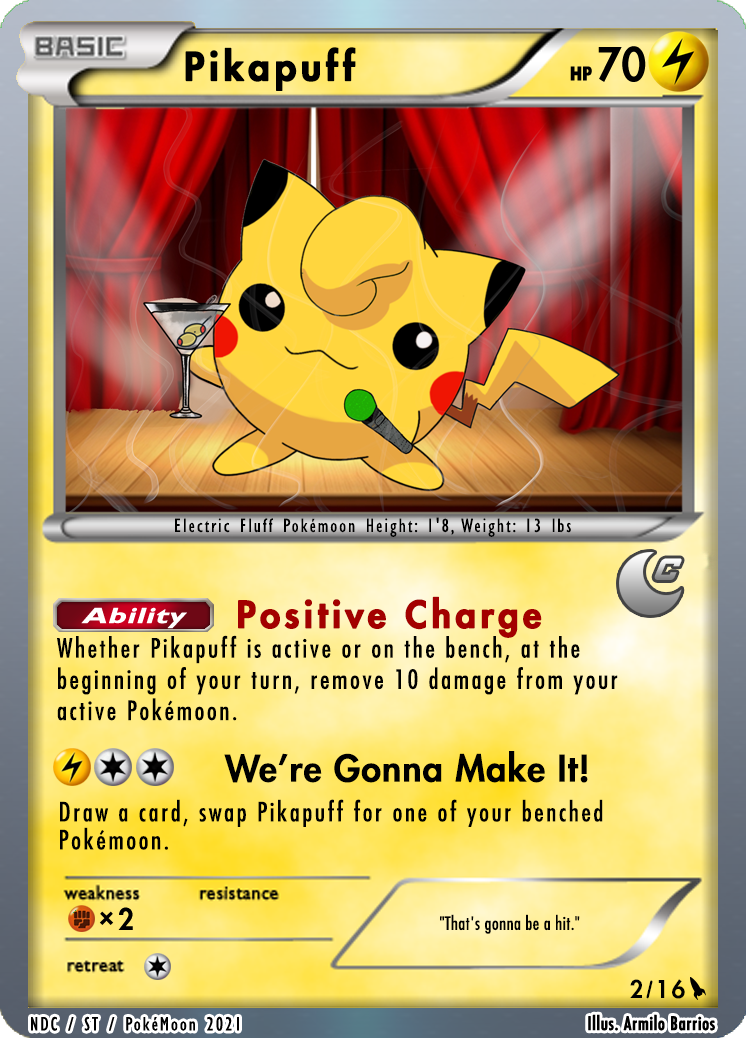 BASIC
Pikapuff
HP 70
Electric Fluff Pokémoon Height: 1'8, Weight: 13 lbs
C
Ability Positive Charge
Whether Pikapuff is active or on the bench, at the
beginning of your turn, remove 10 damage from your
active Pokémoon.
We're Gonna Make It!
Draw a card, swap Pikapuff for one of your benched
Pokémoon.
weakness resistance
×2
"That's gonna be a hit."
retreat
2/16
NDC / ST / PokéMoon 2021
Illus. Armilo Barrios